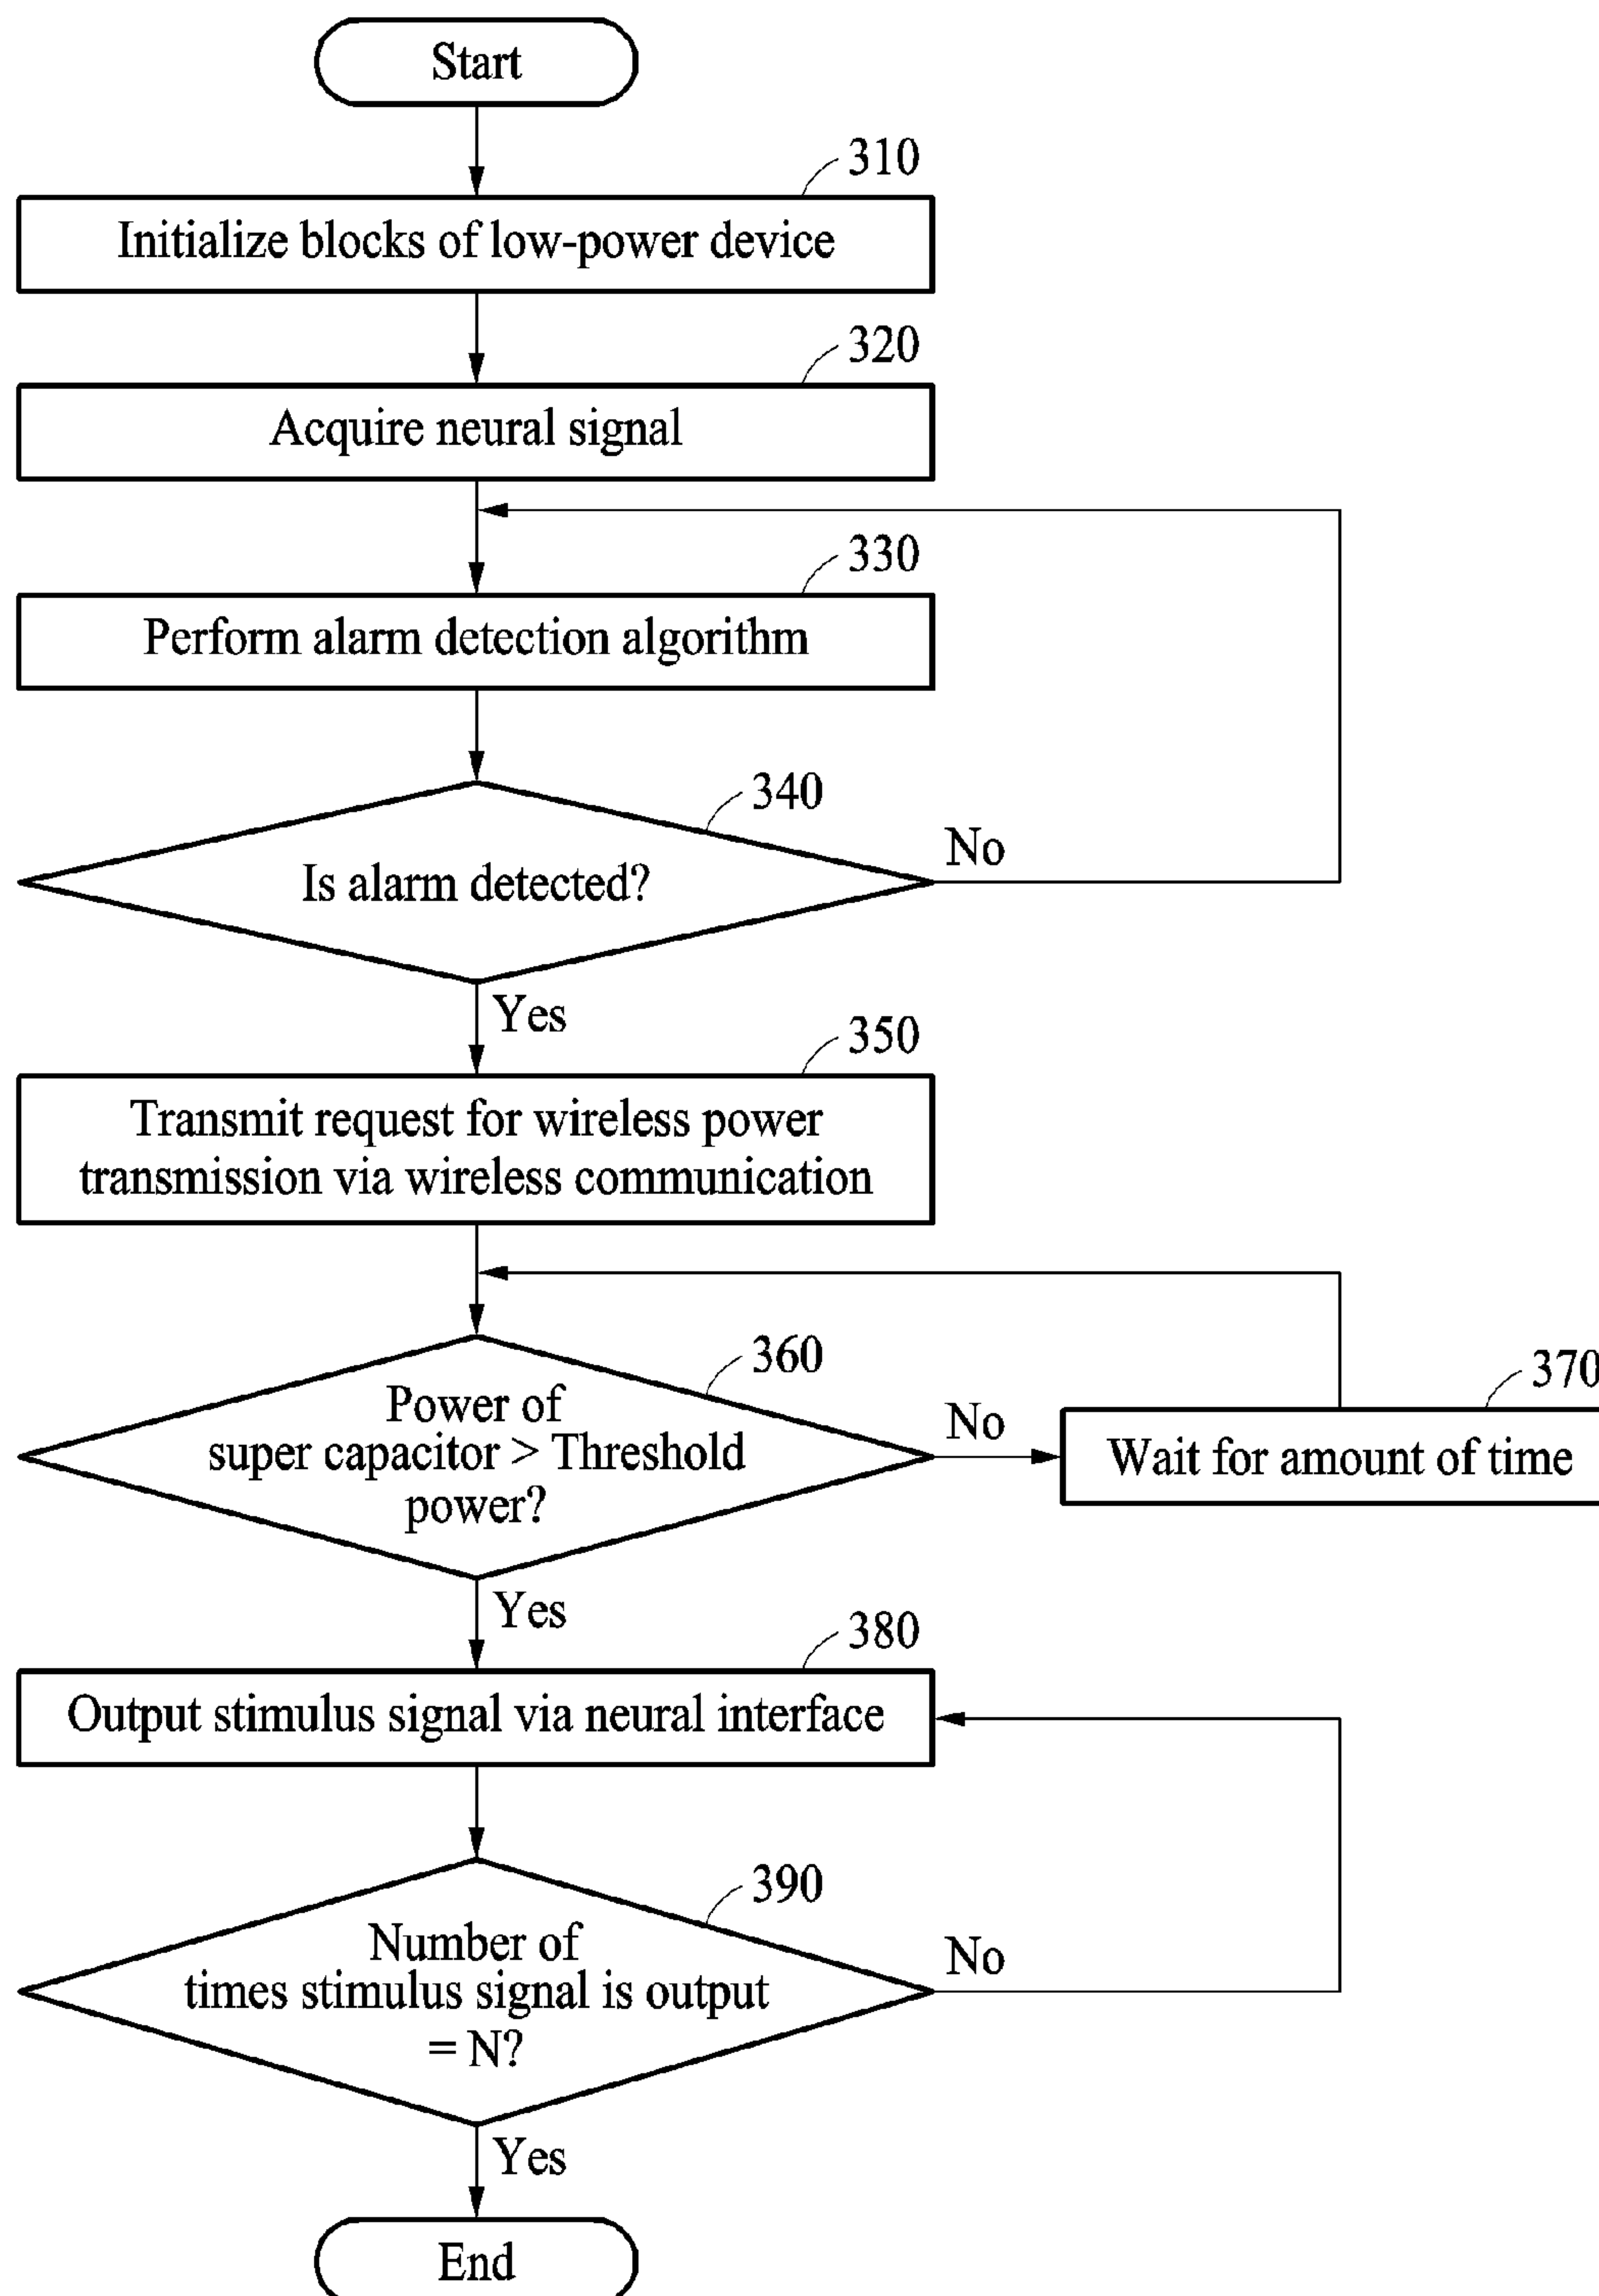 Start
310
Initialize blocks of low-power device
320
Acquire neural signal
330
Perform alarm detection algorithm
340
Is alarm detected?
No
Yes
350
Transmit request for wireless power
transmission via wireless communication
360
Power of
super capacitor > Threshold
power?
No
370
Wait for amount of time
Yes
380
Output stimulus signal via neural interface
390
Number of
times stimulus signal is output
= N?
No
Yes
End